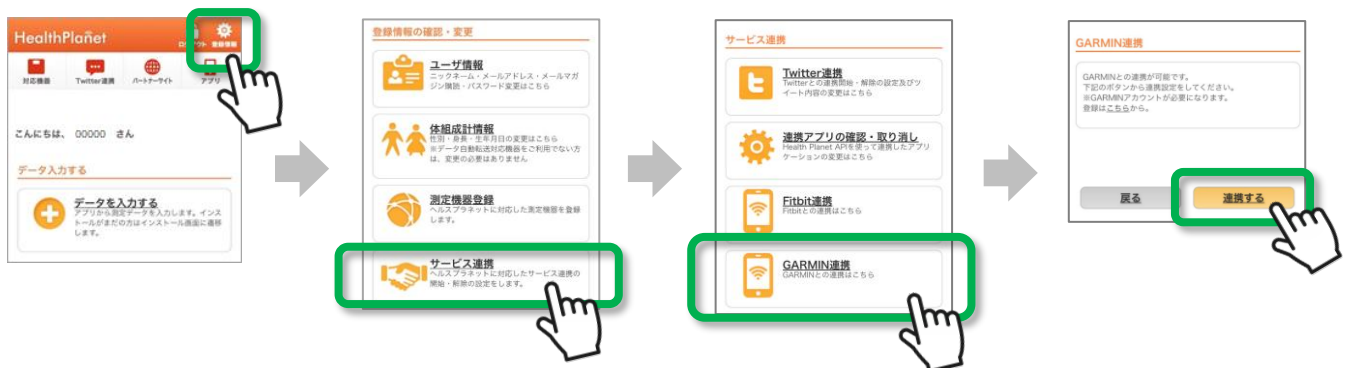 HealthPlanet
ログアウト 登録情報
対応機器 Twitter連携 パートナーサイト アプリ
こんにちは、 00000 さん
データ入力する
データを入力する
アプリから測定データを入力します。インス
トールがまだの方はインストール画面に遷移
します。
登録情報の確認・変更
ユーザ情報
ニックネーム・メールアドレス・メールマガ
ジン購読・パスワード変更はこちら
体組成計情報
性別・身長・生年月日の変更はこちら
※データ自動転送対応機器をご利用でない方
は、変更の必要はありません
測定機器登録
ヘルスプラネットに対応した測定機器を登録
します。
サービス連携
ヘルスプラネットに対応したサービス連携の
開始・解除の設定をします。
サービス連携
Twitter連携
Twitterとの連携開始・解除の設定及びツ
イート内容の変更はこちら
連携アプリの確認・取り消し
Health Planet APIを使って連携したアプリ
ケーションの変更はこちら
Fitbit連携
Fitbitとの連携はこちら
GARMIN連携
GARMINとの連携はこちら
GARMIN連携
GARMINとの連携が可能です。
下記のボタンから連携設定をしてください。
※GARMINアカウントが必要になります。
登録はこちらから。
戻る 連携する